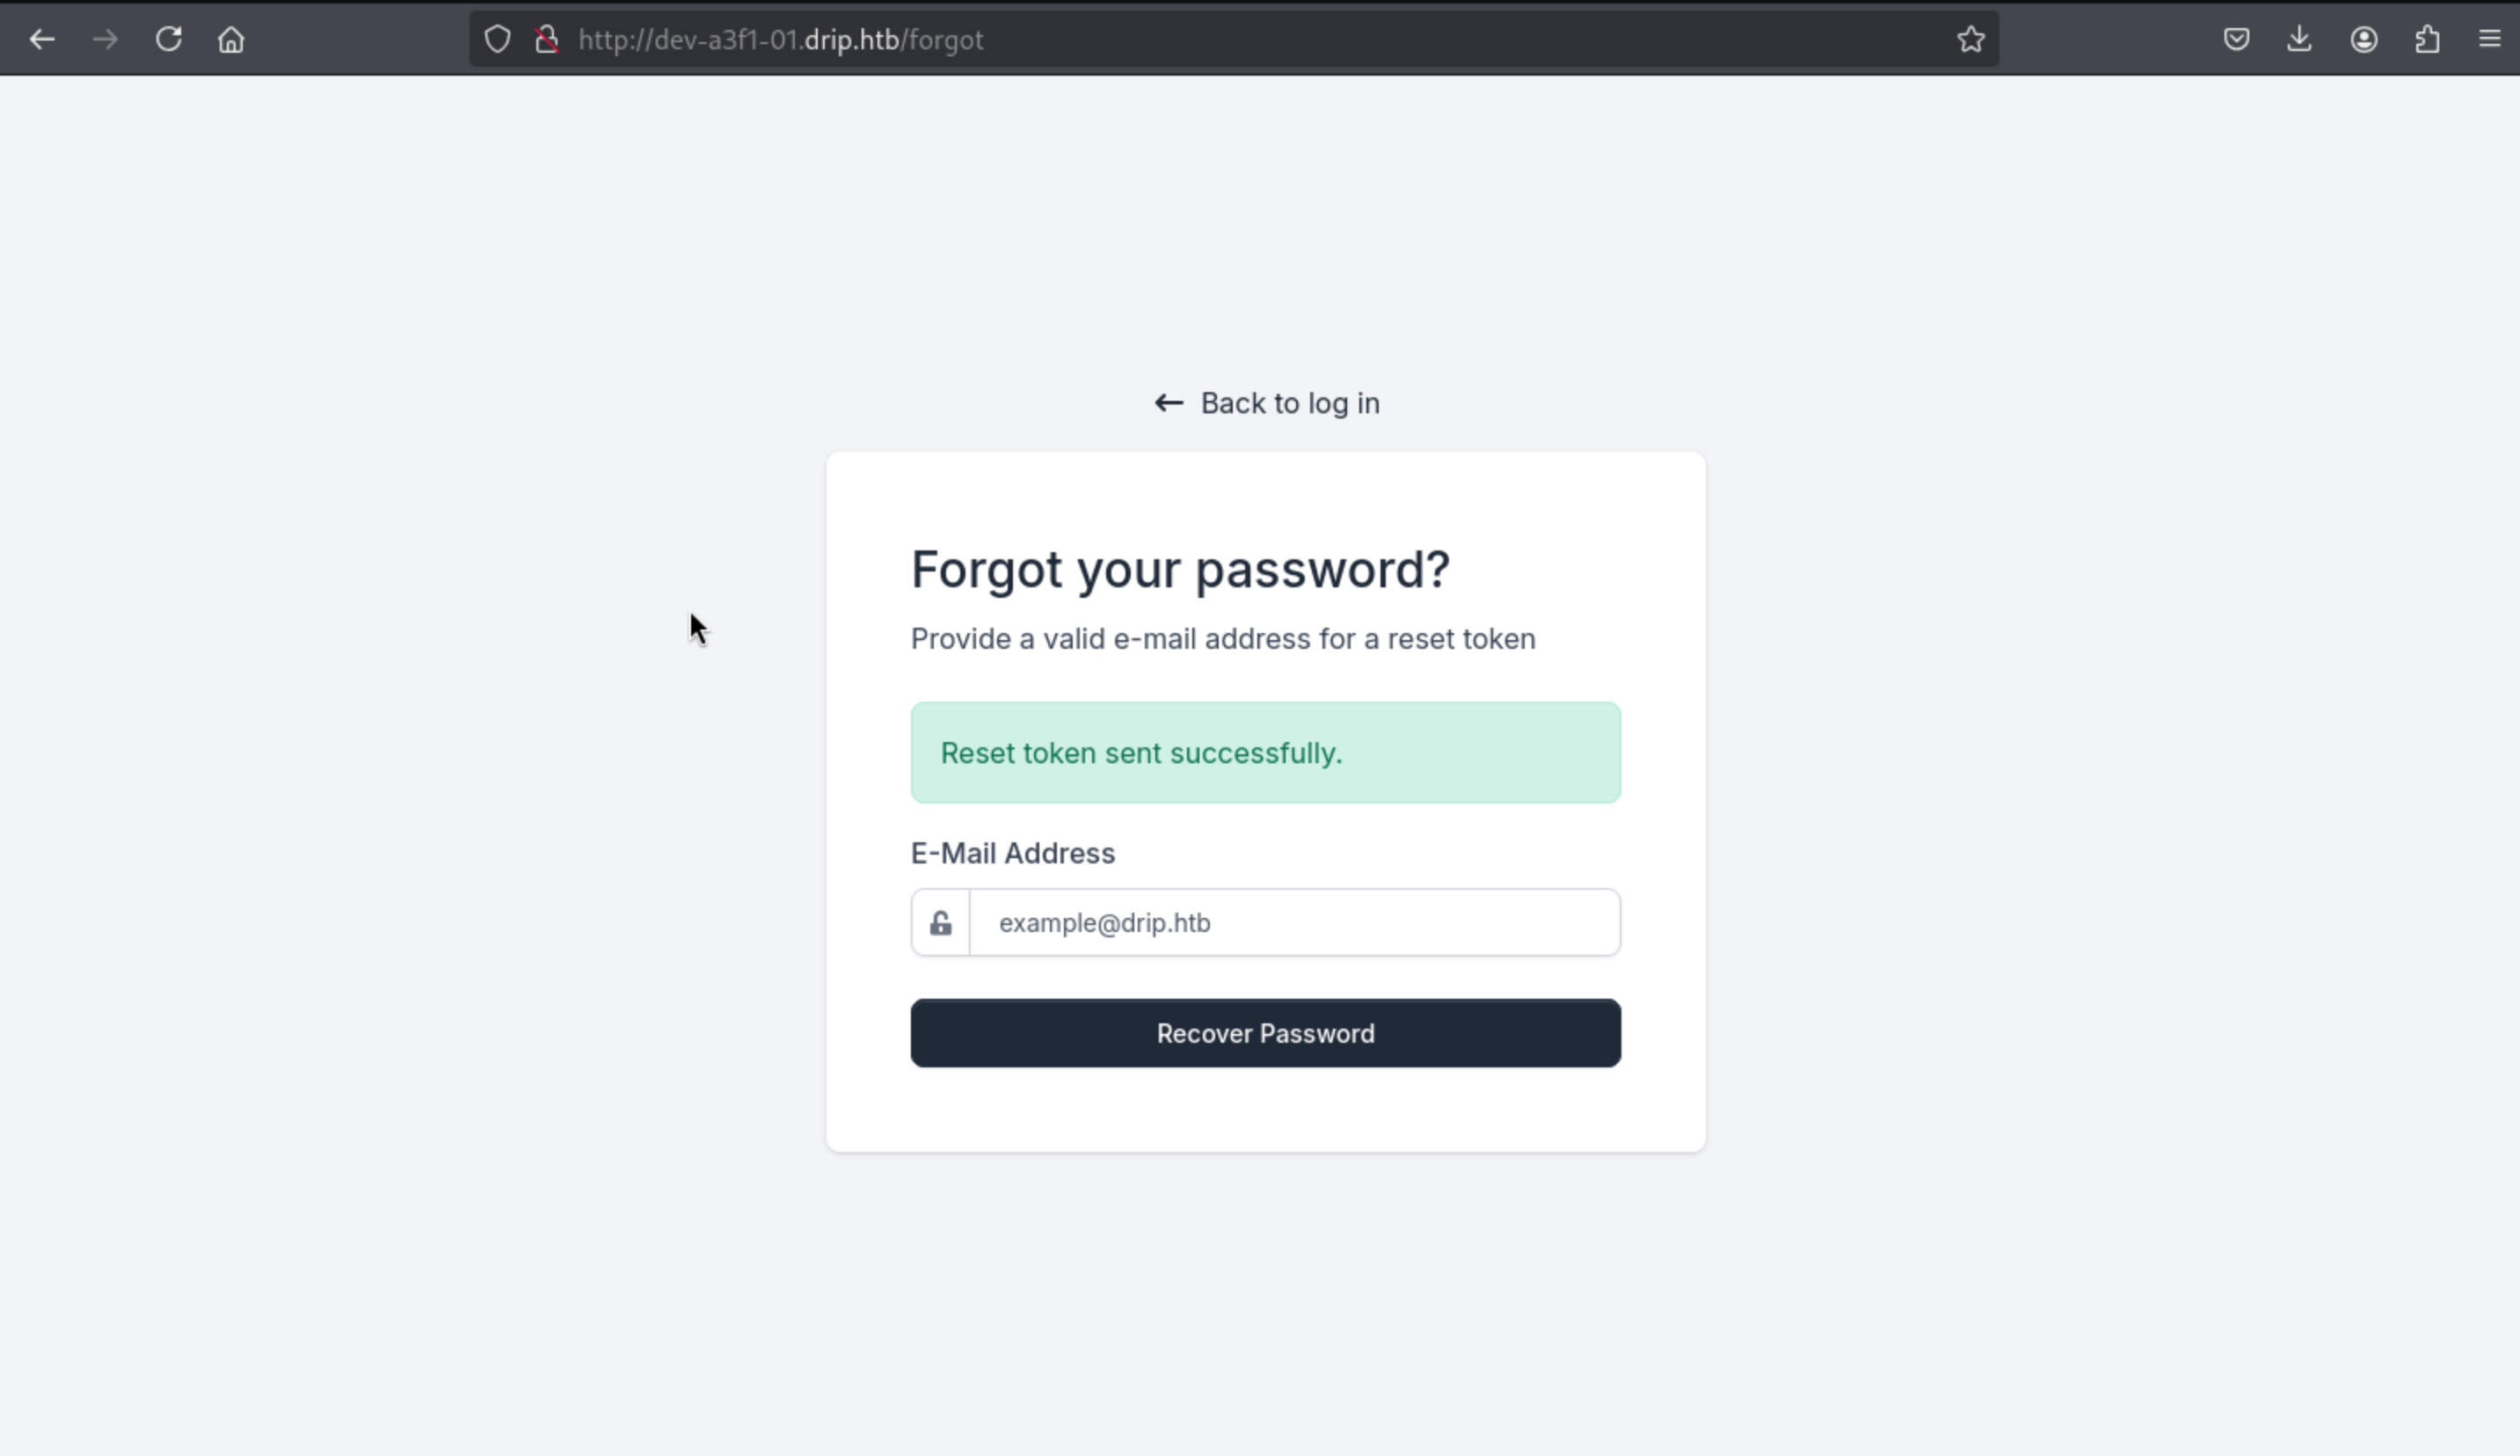 http://dev-a3f1-01.drip.htb/forgot
Back to log in
Forgot your password?
Provide a valid e-mail address for a reset token
Reset token sent successfully.
E-Mail Address
example@drip.htb
Recover Password